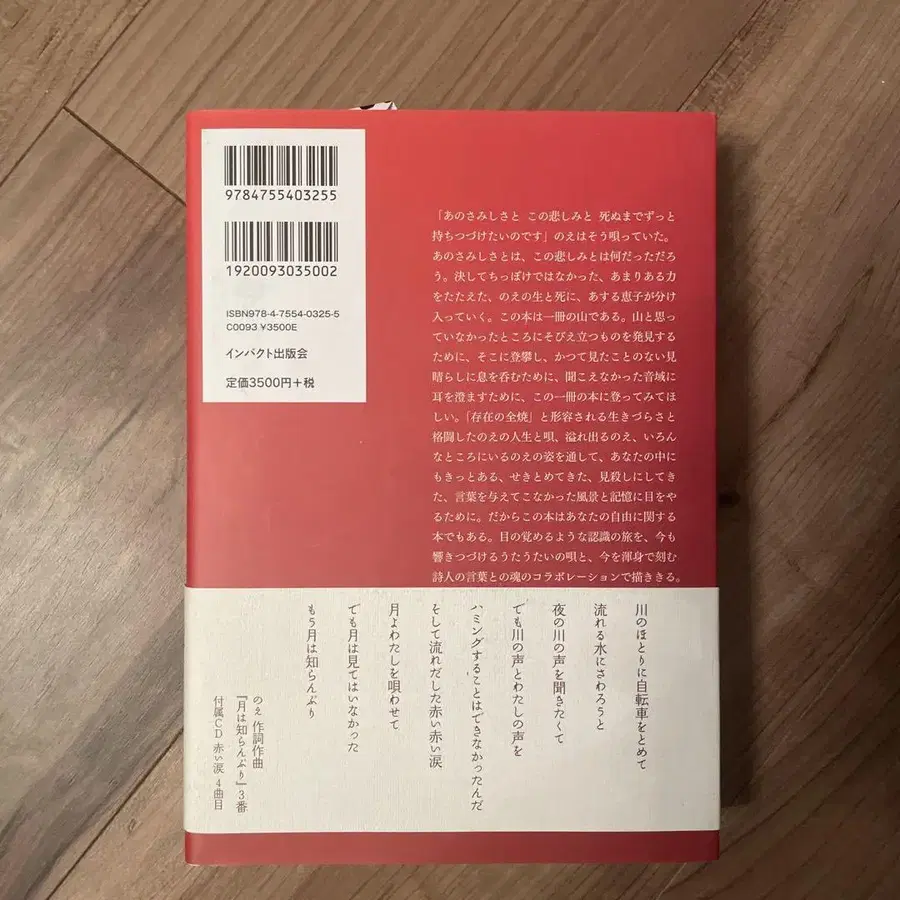 9784755403255
1920093035002
ISBN978-4-7554-0325-5
C0093 ¥3500E
インパクト出版会
定価3500円+税
「あのさみしさと この悲しみと 死ぬまでずっと
持ちつづけたいのです」のえはそう唄っていた。
あのさみしさとは、この悲しみとは何だっただろ
う。決してちっぽけではなかった、あまりある力
をたたえた、のえの生と死に、あする恵子が分け
入っていく。この本は一冊の山である。山と思っ
ていなかったところにそびえ立つものを発見する
ために、そこに登攀し、かつて見たことのない見
晴らしに息を呑むために、聞こえなかった音域に
耳を澄ますために、この一冊の本に登ってみてほ
しい。「存在の全焼」と形容される生きづらさと
格闘したのえの人生と唄、溢れ出るのえ、いろん
なところにいるのえの姿を通して、あなたの中に
もきっとある、せきとめてきた、見殺しにしてき
た、言葉を与えてこなかった風景と記憶に目をや
るために。だからこの本はあなたの自由に関する
本でもある。目の覚めるような認識の旅を、今も
響きつづけるうたうたいの唄と、今を渾身で刻む
詩人の言葉との魂のコラボレーションで描ききる。
川のほとりに自転車をとめて
流れる水にさわろうと
夜の川の声を聞きたくて
でも川の声とわたしの声を
ハミングすることはできなかったんだ
そして流れだした赤い赤い涙
月よわたしを唄わせて
でも月は見てはいなかった
もう月は知らんぷり
のえ 作詞作曲
『月は知らんぷり』3番
付属CD 赤い涙 4曲目